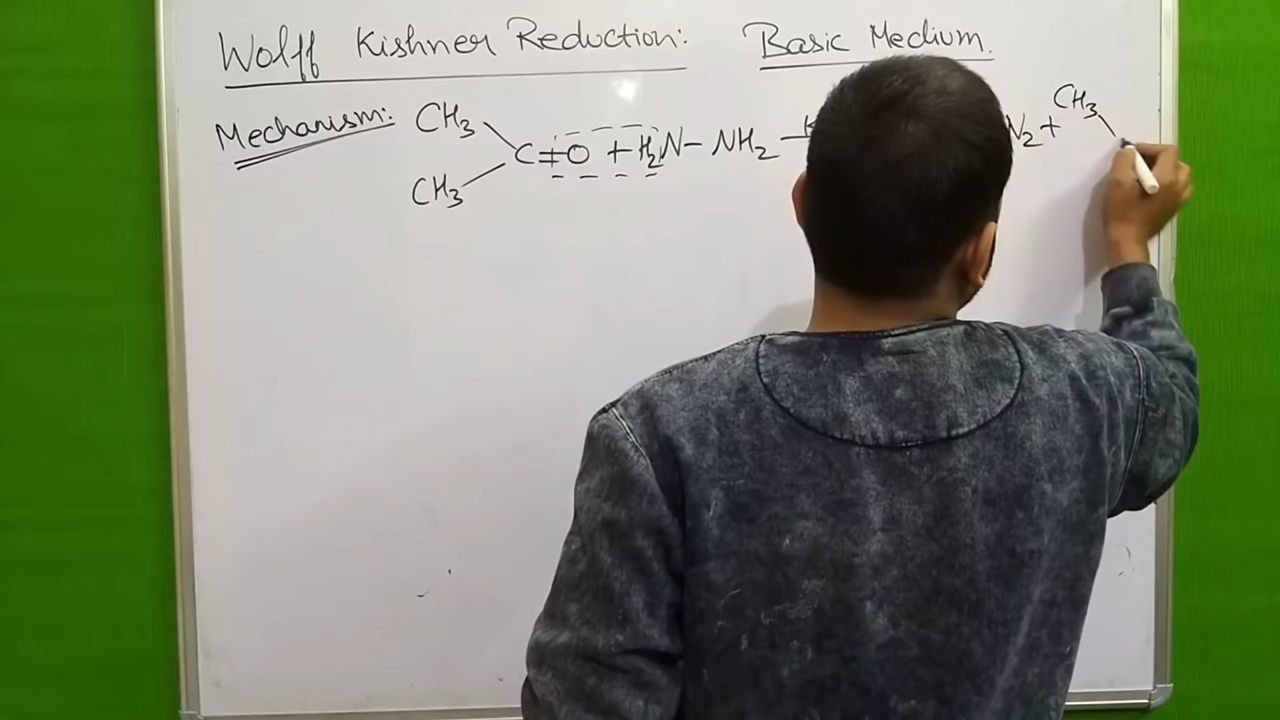 Wolff Kishner Reduction: Basic Medium.
Mechanism: CH3 CH3
C=O + H2N-NH2 N2 +
CH3